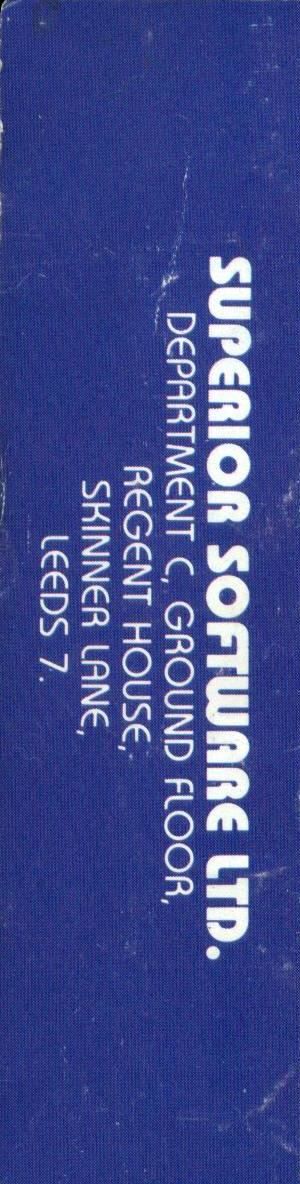 SUPERIOR SOFTWARE LTD.
DEPARTMENT C, GROUND FLOOR,
REGENT HOUSE,
SKINNER LANE,
LEEDS 7.